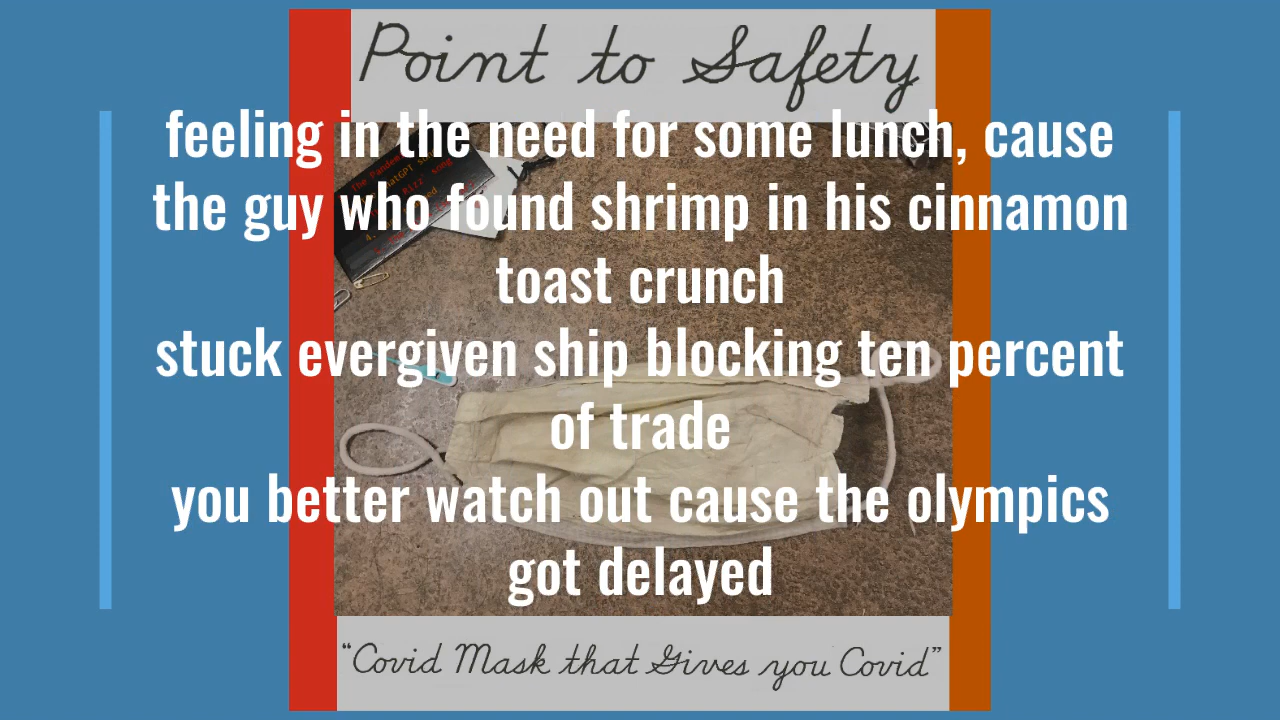 Point to Safety
feeling in the need for some lunch, cause
the guy who found shrimp in his cinnamon
toast crunch
stuck evergiven ship blocking ten percent
of trade
you better watch out cause the olympics
got delayed
“Covid Mask that Gives you Covid”